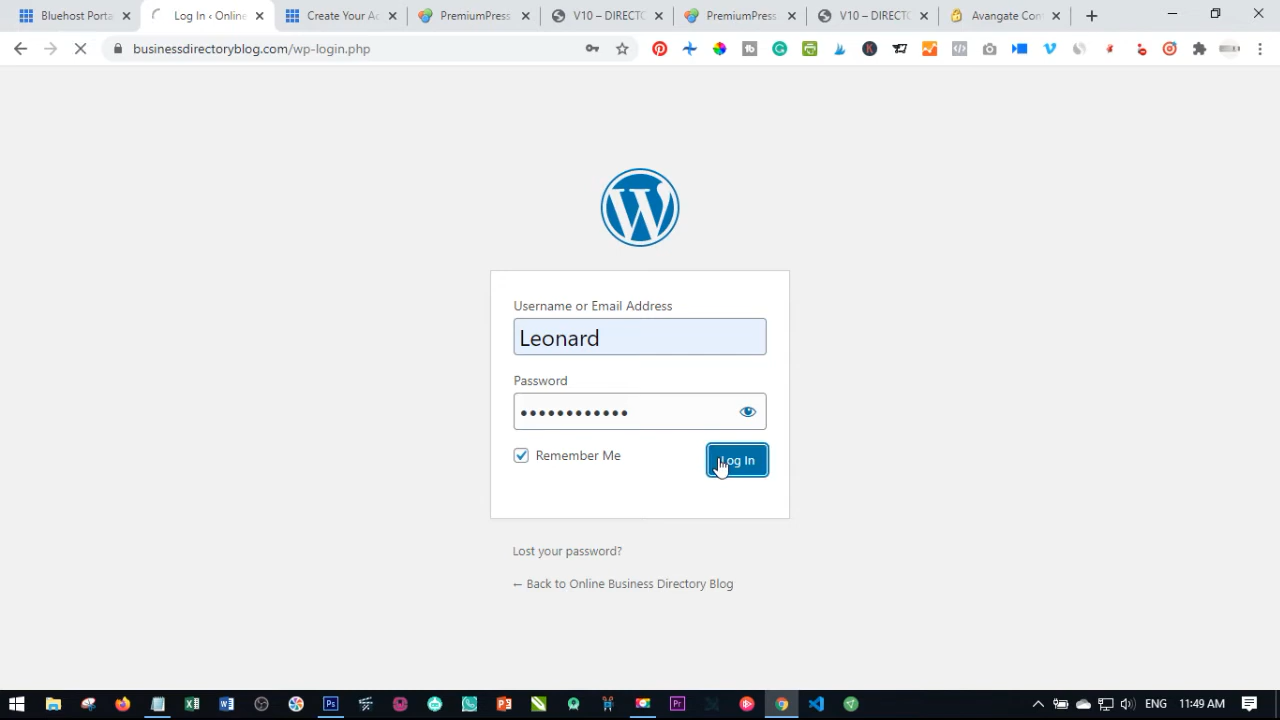 Bluehost Porta
Log In ‹ Online
Create Your Ac
PremiumPress
V10 – DIRECTO
PremiumPress
V10 – DIRECTO
Avangate Com
businessdirectoryblog.com/wp-login.php
Username or Email Address
Leonard
Password
Remember Me
Log In
Lost your password?
← Back to Online Business Directory Blog
ENG
11:49 AM